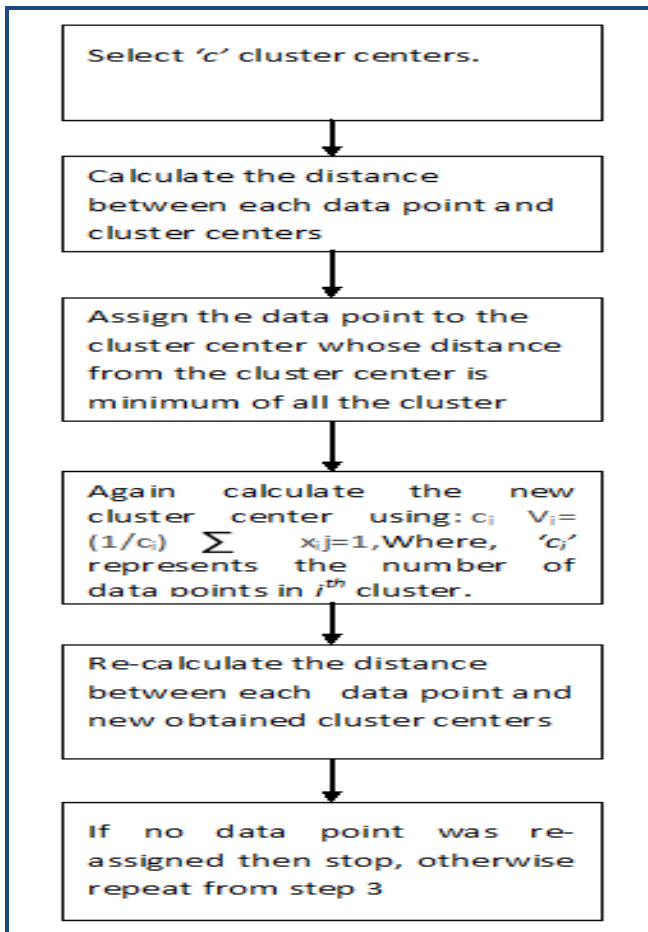 Select ‘c’ cluster centers.
Calculate the distance
between each data point and
cluster centers
Assign the data point to the
cluster center whose distance
from the cluster center is
minimum of all the cluster
Again calculate the new
cluster center using: cᵢ Vᵢ=
(1/cᵢ) ∑ xᵢj=1,Where, ‘cᵢ’
represents the number of
data points in iᵗʰ cluster.
Re-calculate the distance
between each data point and
new obtained cluster centers
If no data point was re-
assigned then stop, otherwise
repeat from step 3